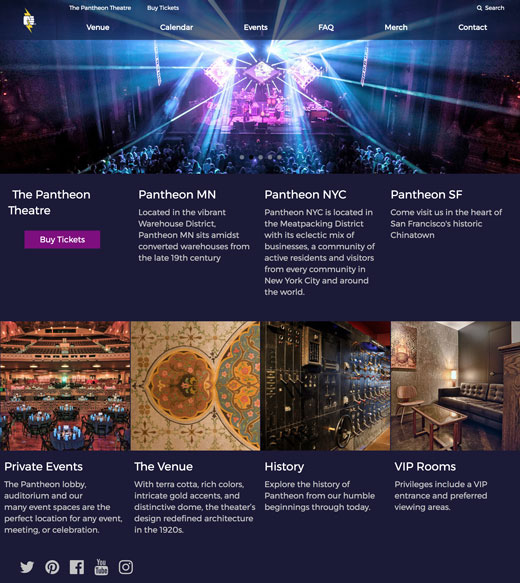 The Pantheon Theatre Buy Tickets Search
Venue Calendar Events FAQ Merch Contact
The Pantheon
Theatre
Buy Tickets
Pantheon MN
Located in the vibrant
Warehouse District,
Pantheon MN sits amidst
converted warehouses from
the late 19th century
Pantheon NYC
Pantheon NYC is located in
the Meatpacking District
with its eclectic mix of
businesses, a community of
active residents and visitors
from every community in
New York City and around
the world.
Pantheon SF
Come visit us in the heart of
San Francisco's historic
Chinatown
Private Events
The Pantheon lobby,
auditorium and our
many event spaces are the
perfect location for any event,
meeting, or celebration.
The Venue
With terra cotta, rich colors,
intricate gold accents, and
distinctive dome, the theater's
design redefined architecture
in the 1920s.
History
Explore the history of
Pantheon from our humble
beginnings through today.
VIP Rooms
Privileges include a VIP
entrance and preferred
viewing areas.
You
Tube